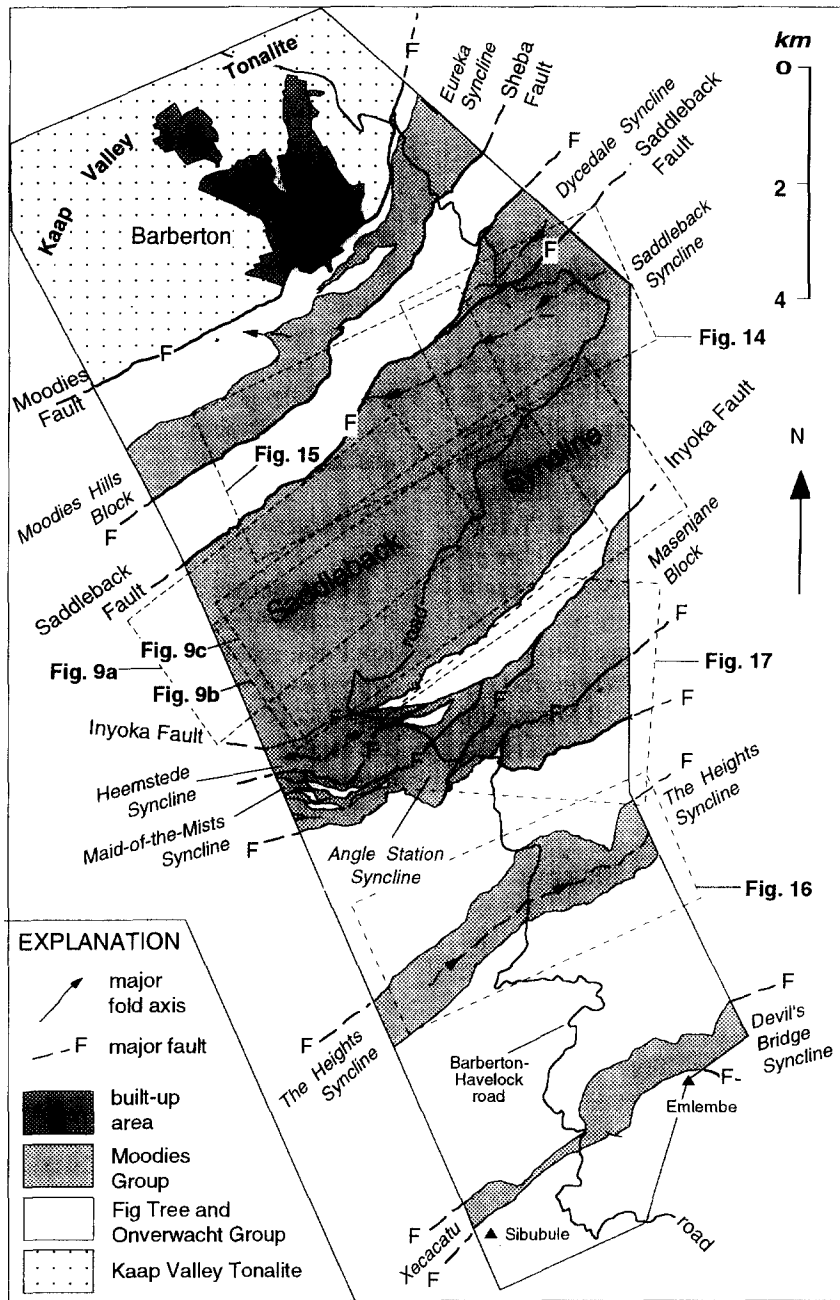 km
0
2
4
N
Kaap Valley Tonalite
Barberton
F
Eureka
Syncline
Sheba
Fault
F
Dycedale Syncline
Saddleback
Fault
F
Saddleback
Syncline
Fig. 14
Moodies
Fault
F
Moodies Hills
Block
F
Fig. 15
F
Inyoka Fault
Masenjane
Block
Saddleback
Fault
Saddleback Syncline
road
Fig. 9a
Fig. 9c
Fig. 9b
F
Fig. 17
F
Inyoka Fault
F
F
F
F
Heemstede
Syncline
Maid-of-the-Mists
Syncline
F
Angle Station
Syncline
F
The Heights
Syncline
Fig. 16
F
The Heights
Syncline
Barberton-
Havelock
road
F
Devil's
Bridge
Syncline
F
Emlembe
F
Xecacatu
F
Sibubule
road
EXPLANATION
major
fold axis
F major fault
built-up
area
Moodies
Group
Fig Tree and
Onverwacht Group
Kaap Valley Tonalite